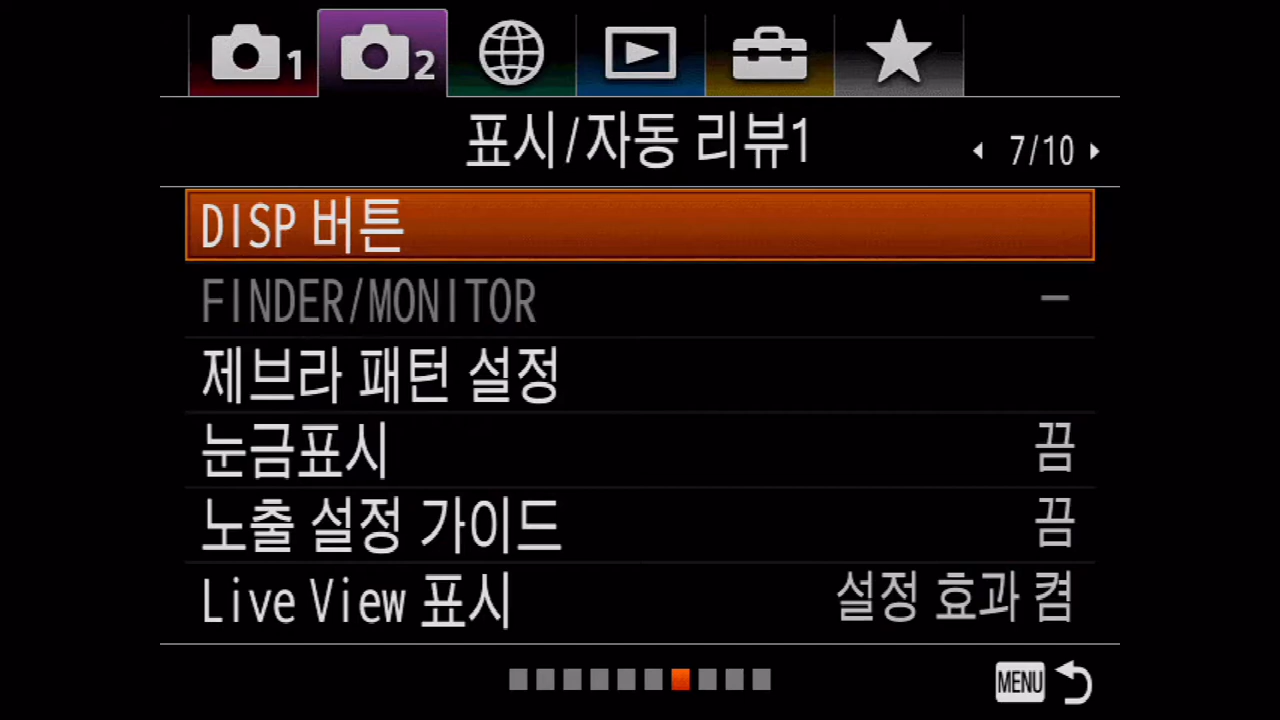 1 2
표시/자동 리뷰1 7/10
DISP 버튼
FINDER/MONITOR –
제브라 패턴 설정
눈금표시 끔
노출 설정 가이드 끔
Live View 표시 설정 효과 켬
MENU